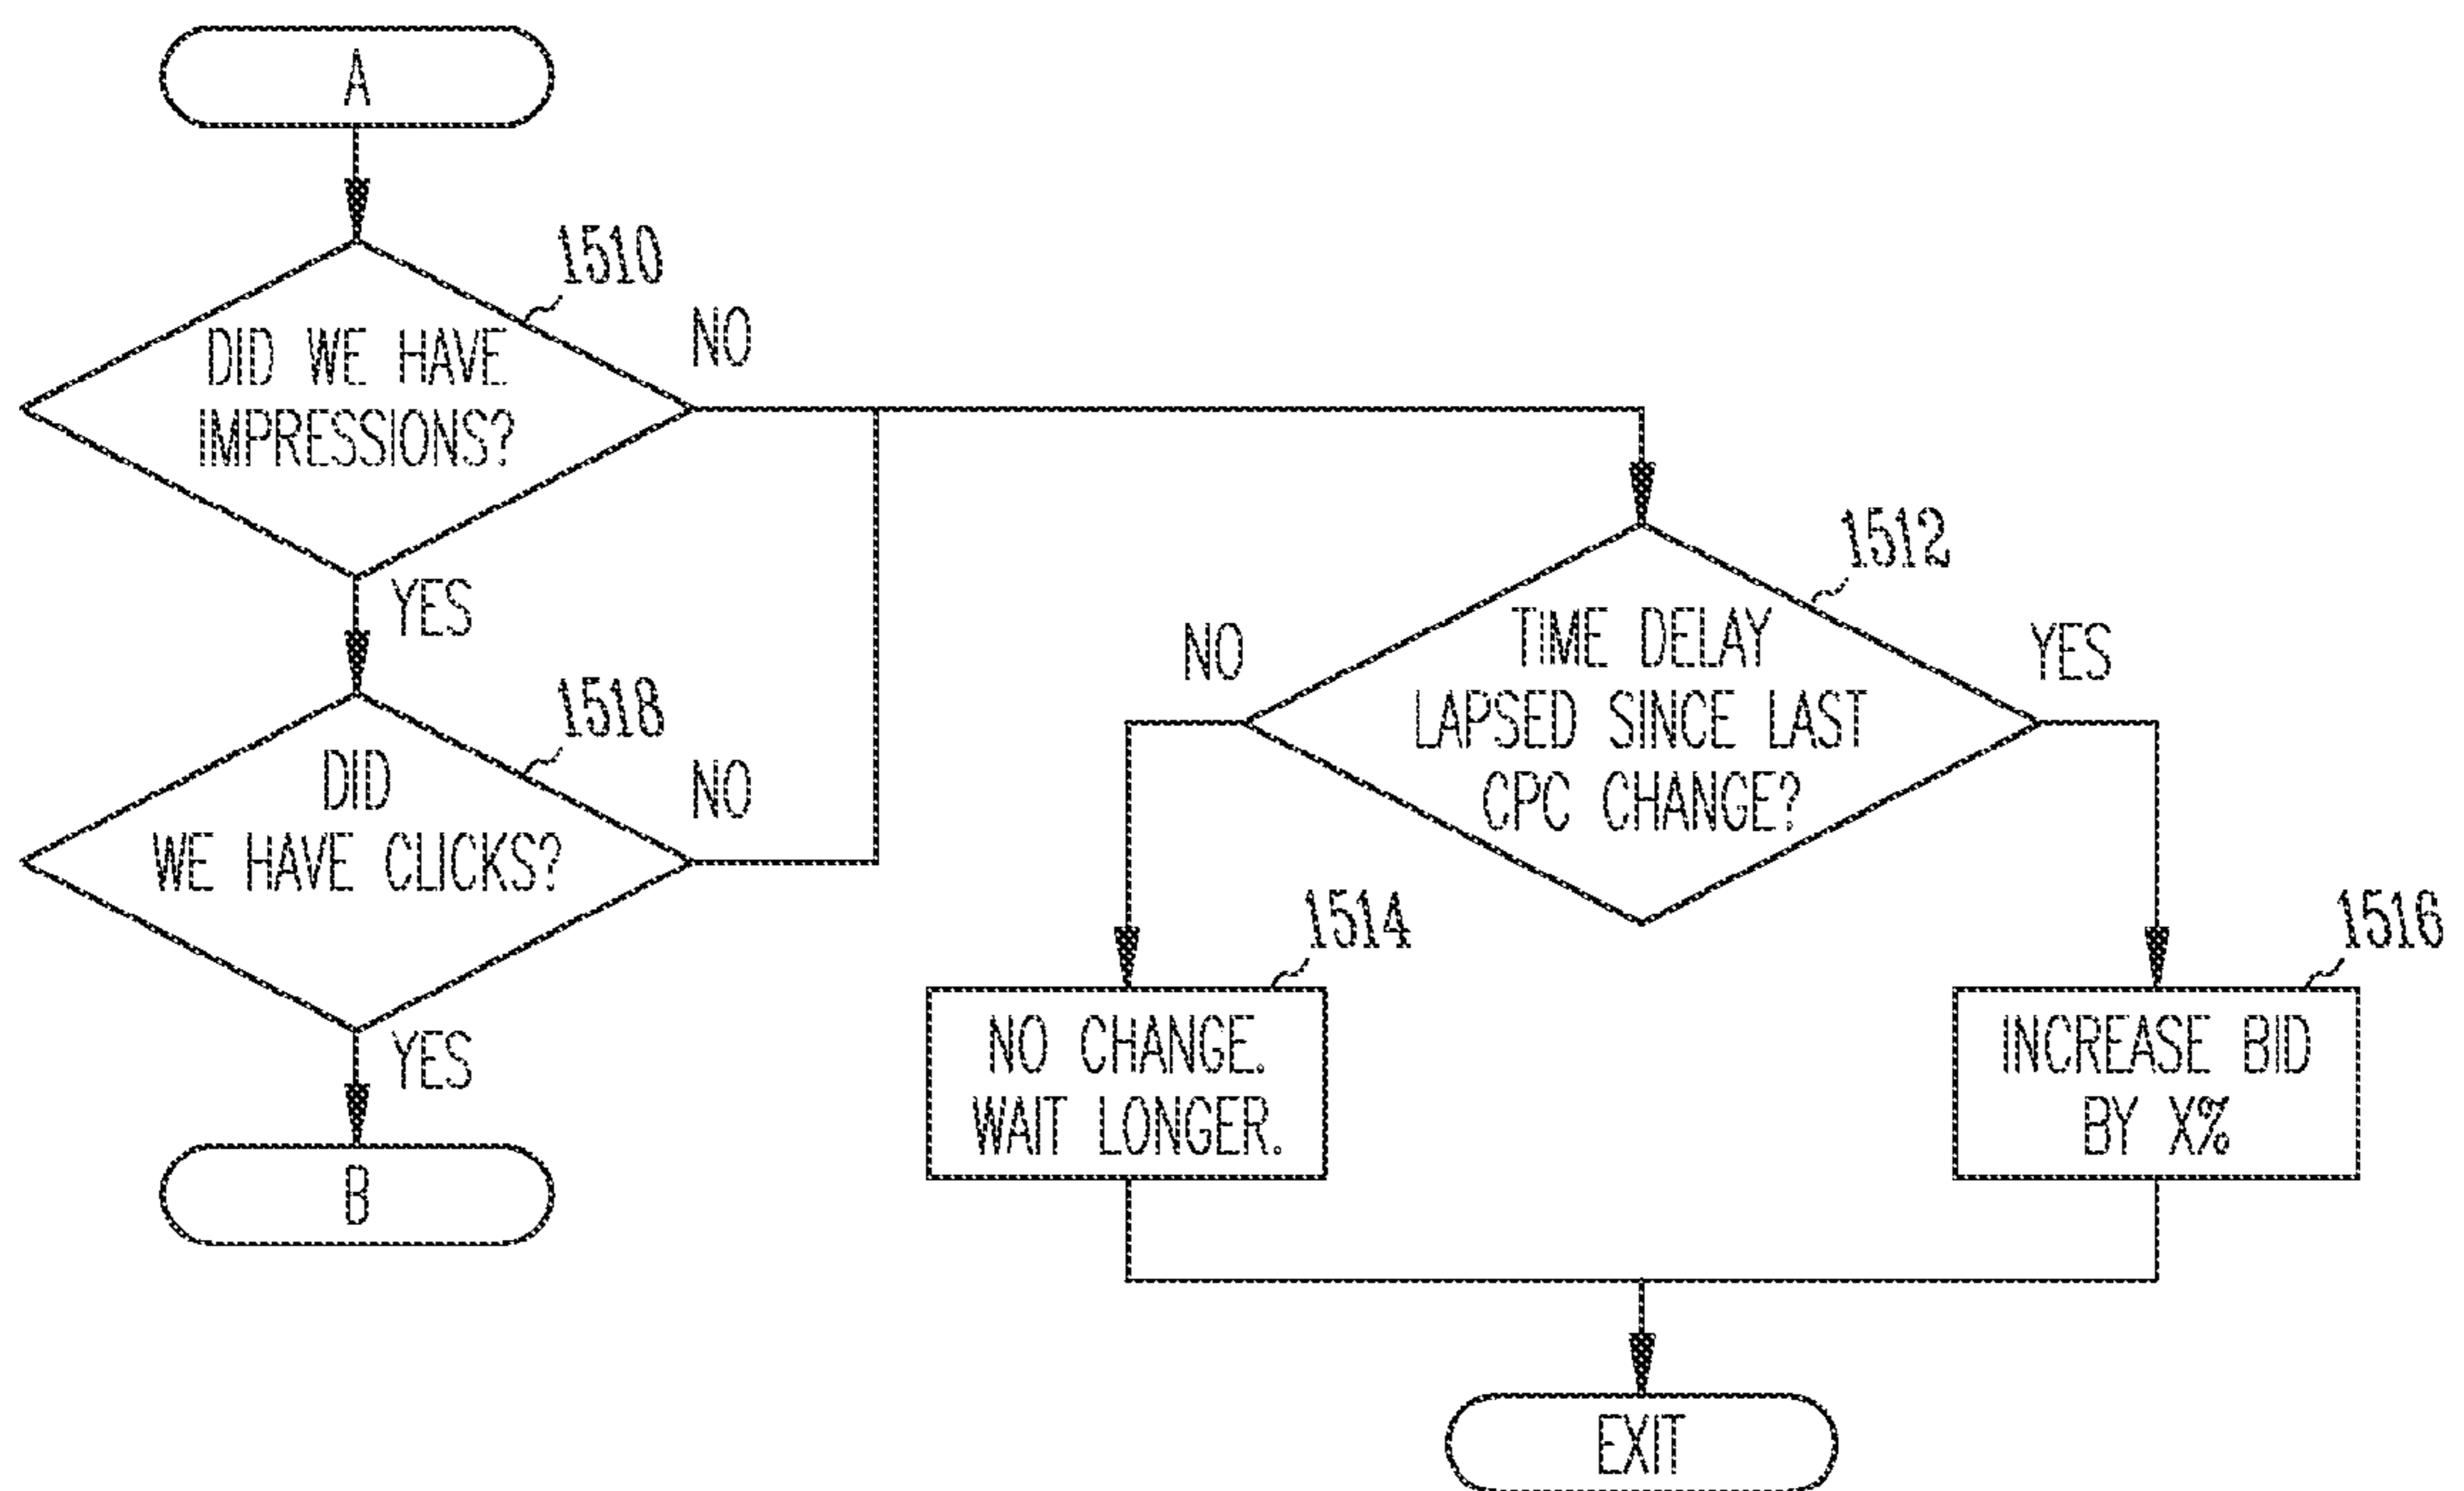 A
1510
DID WE HAVE
IMPRESSIONS?
NO
YES
1518
DID
WE HAVE CLICKS?
NO
YES
B
1512
TIME DELAY
LAPSED SINCE LAST
CPC CHANGE?
NO
YES
1514
NO CHANGE.
WAIT LONGER.
1516
INCREASE BID
BY X%
EXIT